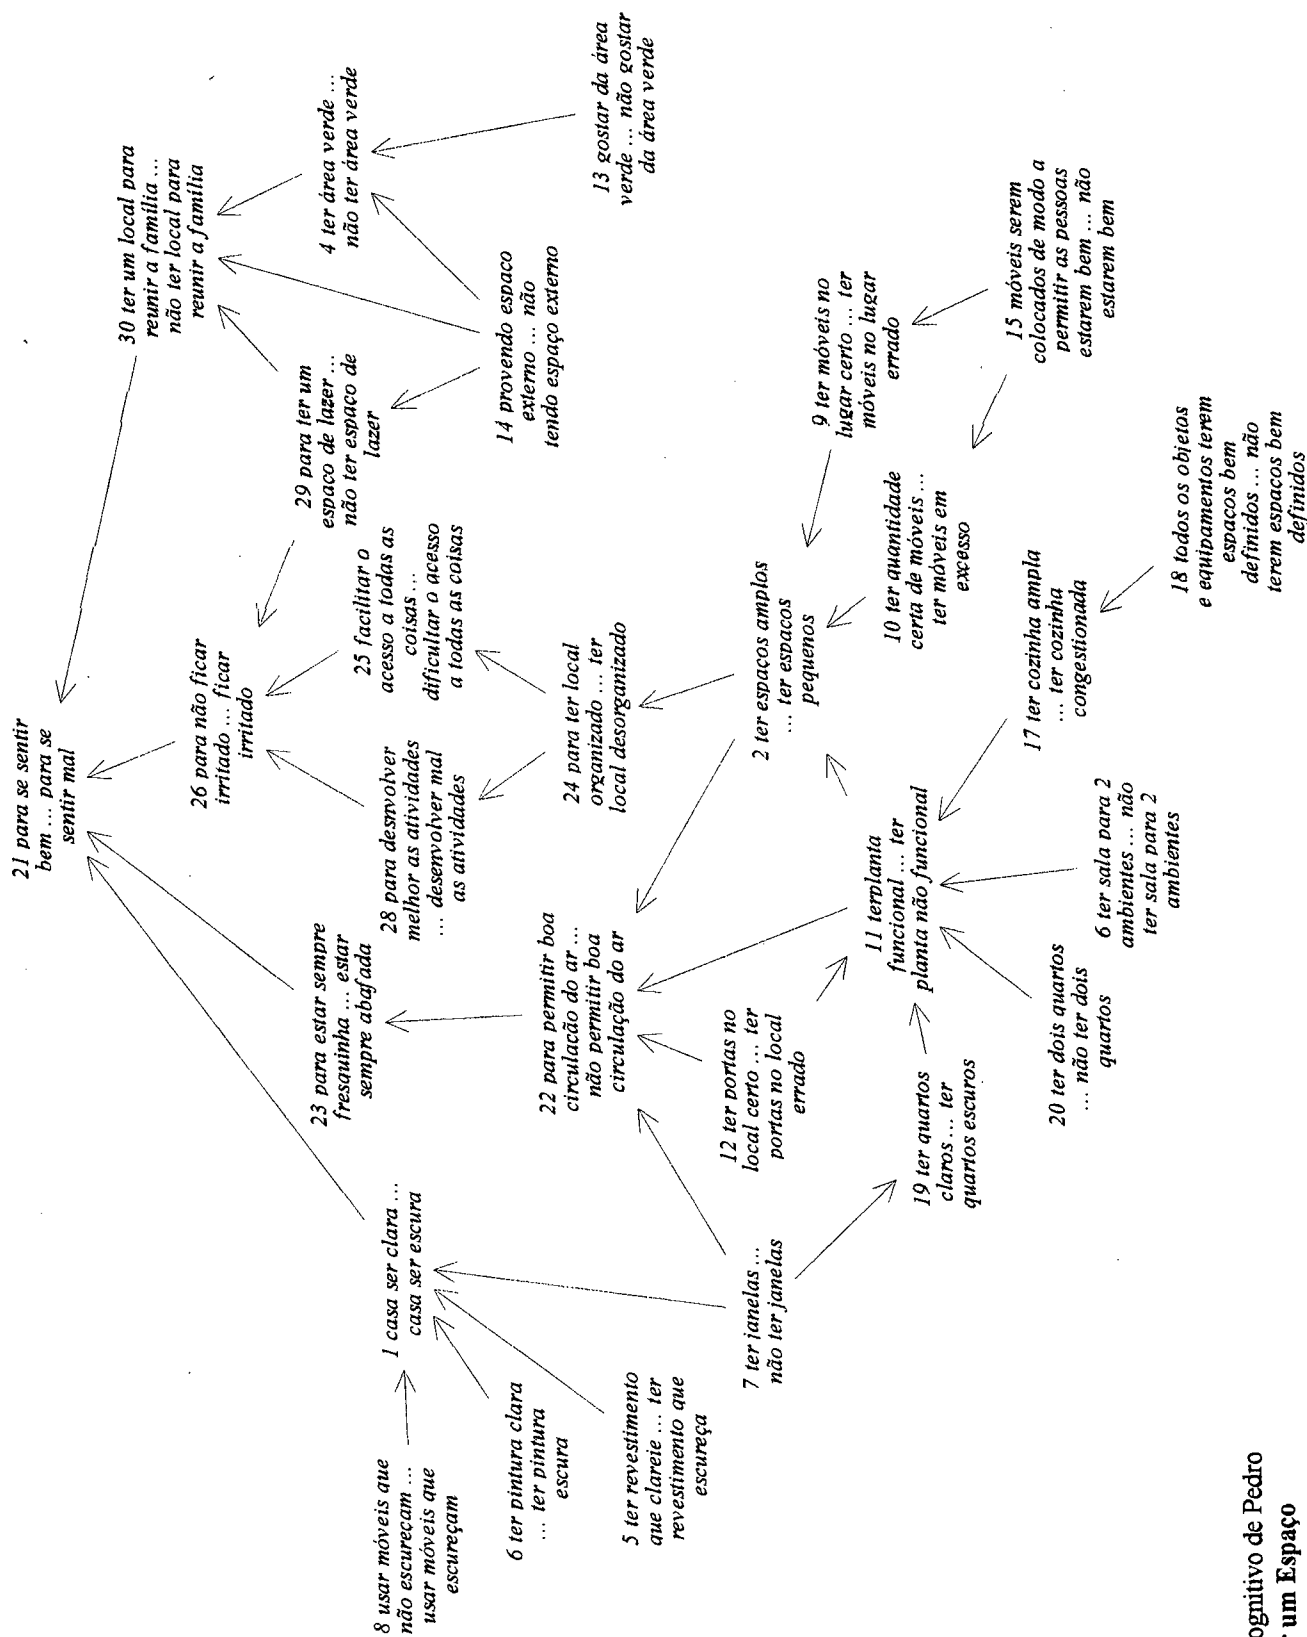 21 para se sentir
bem ... para se
sentir mal
30 ter um local para
reunir a família ...
não ter local para
reunir a família
26 para não ficar
irritado ... ficar
irritado
29 para ter um
espaco de lazer ...
não ter espaco de
lazer
4 ter área verde ...
não ter área verde
23 para estar sempre
fresquinha ... estar
sempre abafada
28 para desnvolver
melhor as atividades
... desenvolver mal
as atividades
25 facilitar o
acesso a todas as
coisas ...
dificultar o acesso
a todas as coisas
1 casa ser clara ...
casa ser escura
8 usar móveis que
não escureçam ...
usar móveis que
escureçam
14 provendo espaco
externo ... não
tendo espaço externo
13 gostar da área
verde ... não gostar
da área verde
6 ter pintura clara
... ter pintura
escura
22 para permitir boa
circulacão do ar ...
não permitir boa
circulação do ar
24 para ter local
organizado ... ter
local desorganizado
5 ter revestimento
que clareie ... ter
revestimento que
escureça
7 ter janelas ...
não ter janelas
12 ter portas no
local certo ... ter
portas no local
errado
2 ter espaços amplos
... ter espacos
pequenos
9 ter móveis no
lugar certo ... ter
móveis no lugar
errado
19 ter quartos
claros ... ter
quartos escuros
11 terplanta
funcional ... ter
planta não funcional
10 ter quantidade
certa de móveis ...
ter móveis em
excesso
15 móveis serem
colocados de modo a
permitir as pessoas
estarem bem ... não
estarem bem
20 ter dois quartos
... não ter dois
quartos
6 ter sala para 2
ambientes ... não
ter sala para 2
ambientes
17 ter cozinha ampla
... ter cozinha
congestionada
18 todos os objetos
e equipamentos terem
espaços bem
definidos ... não
terem espacos bem
definidos
ognitivo de Pedro
um Espaço